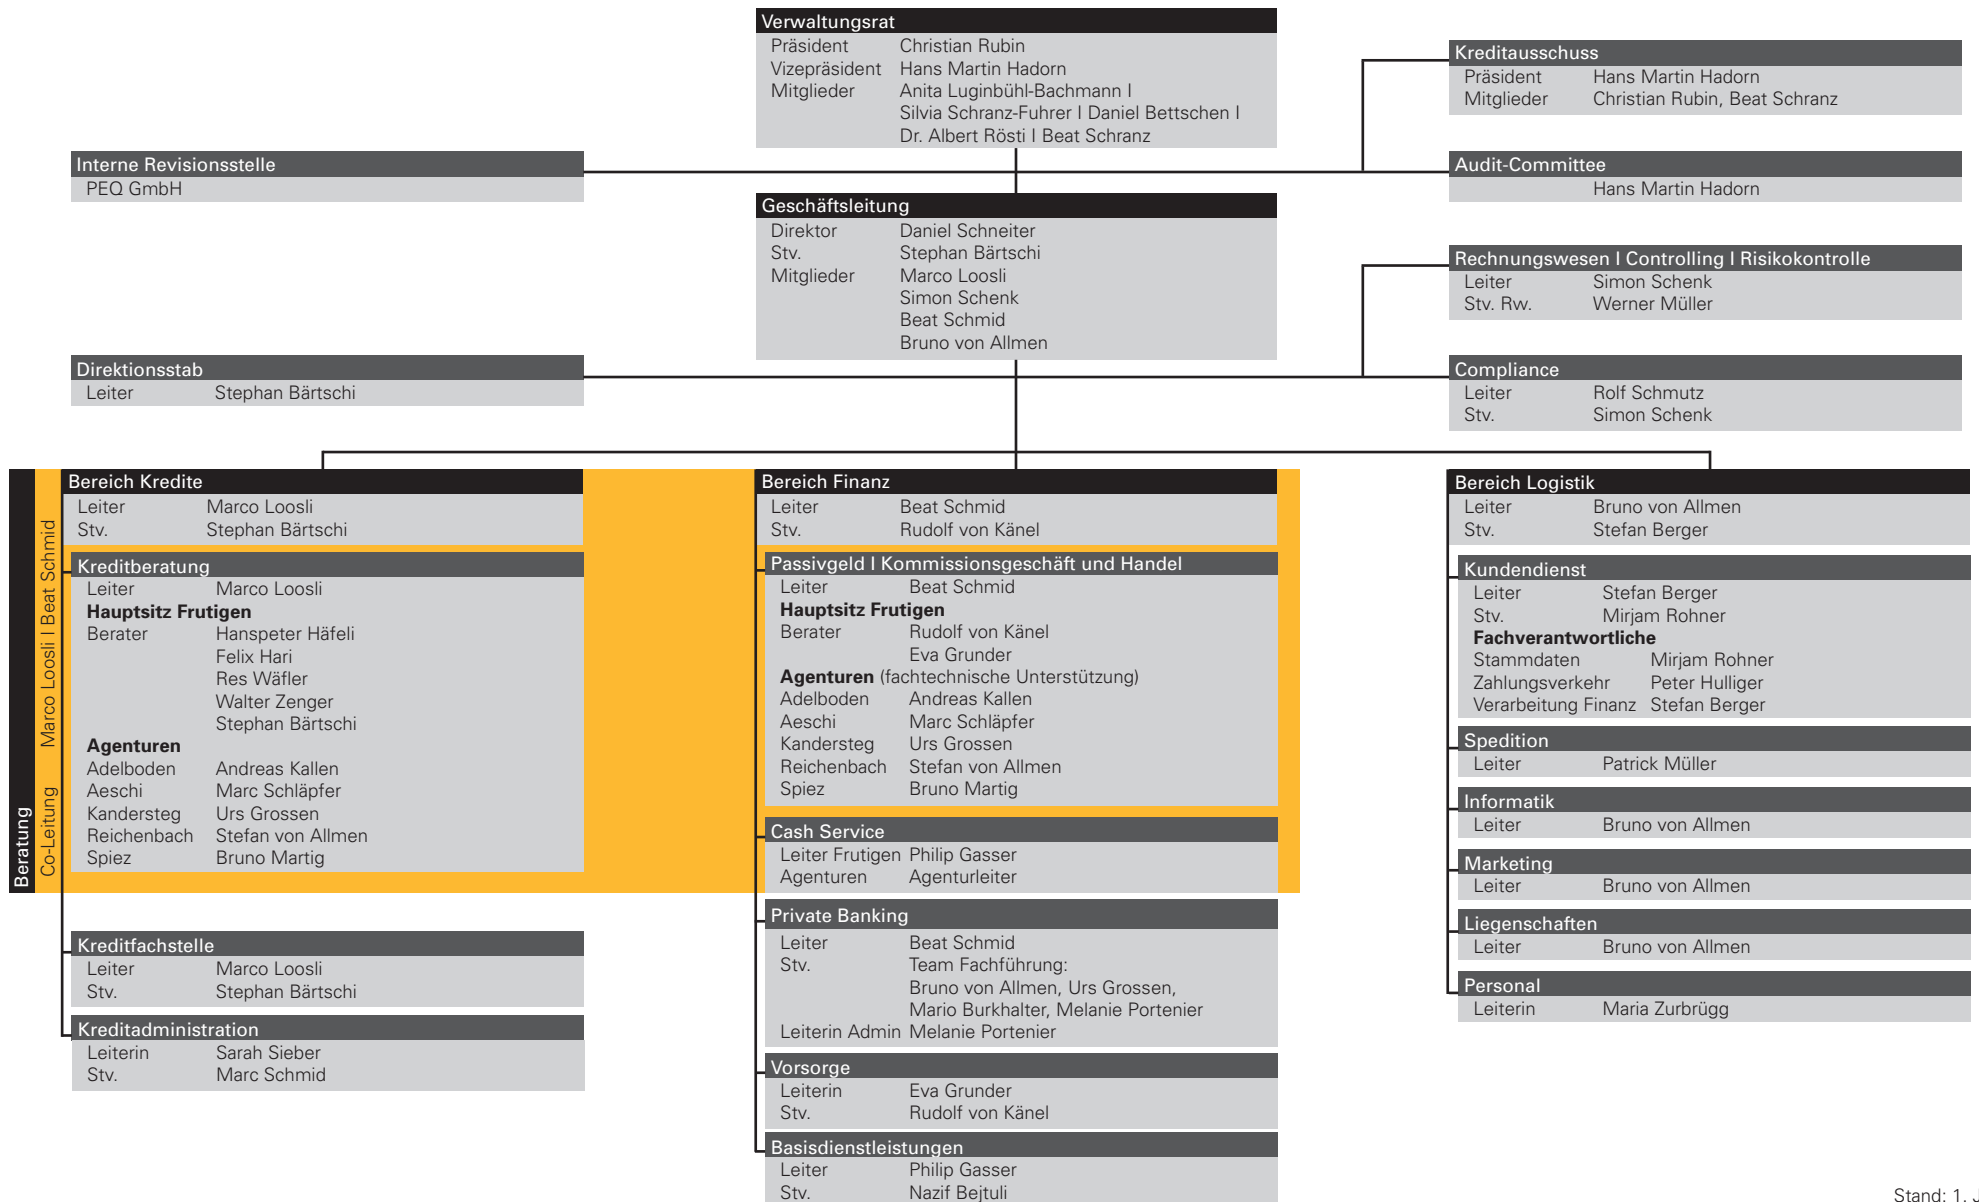 Verwaltungsrat
Präsident Christian Rubin
Vizepräsident Hans Martin Hadorn
Mitglieder Anita Luginbühl-Bachmann I
Silvia Schranz-Fuhrer I Daniel Bettschen I
Dr. Albert Rösti I Beat Schranz
Kreditausschuss
Präsident Hans Martin Hadorn
Mitglieder Christian Rubin, Beat Schranz
Interne Revisionsstelle
PEQ GmbH
Audit-Committee
Hans Martin Hadorn
Geschäftsleitung
Direktor Daniel Schneiter
Stv. Stephan Bärtschi
Mitglieder Marco Loosli
Simon Schenk
Beat Schmid
Bruno von Allmen
Rechnungswesen I Controlling I Risikokontrolle
Leiter Simon Schenk
Stv. Rw. Werner Müller
Direktionsstab
Leiter Stephan Bärtschi
Compliance
Leiter Rolf Schmutz
Stv. Simon Schenk
Beratung
Co-Leitung Marco Loosli I Beat Schmid
Bereich Kredite
Leiter Marco Loosli
Stv. Stephan Bärtschi
Kreditberatung
Leiter Marco Loosli
Hauptsitz Frutigen
Berater Hanspeter Häfeli
Felix Hari
Res Wäfler
Walter Zenger
Stephan Bärtschi
Agenturen
Adelboden Andreas Kallen
Aeschi Marc Schläpfer
Kandersteg Urs Grossen
Reichenbach Stefan von Allmen
Spiez Bruno Martig
Kreditfachstelle
Leiter Marco Loosli
Stv. Stephan Bärtschi
Kreditadministration
Leiterin Sarah Sieber
Stv. Marc Schmid
Bereich Finanz
Leiter Beat Schmid
Stv. Rudolf von Känel
Passivgeld I Kommissionsgeschäft und Handel
Leiter Beat Schmid
Hauptsitz Frutigen
Berater Rudolf von Känel
Eva Grunder
Agenturen (fachtechnische Unterstützung)
Adelboden Andreas Kallen
Aeschi Marc Schläpfer
Kandersteg Urs Grossen
Reichenbach Stefan von Allmen
Spiez Bruno Martig
Cash Service
Leiter Frutigen Philip Gasser
Agenturen Agenturleiter
Private Banking
Leiter Beat Schmid
Stv. Team Fachführung:
Bruno von Allmen, Urs Grossen,
Mario Burkhalter, Melanie Portenier
Leiterin Admin Melanie Portenier
Vorsorge
Leiterin Eva Grunder
Stv. Rudolf von Känel
Basisdienstleistungen
Leiter Philip Gasser
Stv. Nazif Bejtuli
Bereich Logistik
Leiter Bruno von Allmen
Stv. Stefan Berger
Kundendienst
Leiter Stefan Berger
Stv. Mirjam Rohner
Fachverantwortliche
Stammdaten Mirjam Rohner
Zahlungsverkehr Peter Hulliger
Verarbeitung Finanz Stefan Berger
Spedition
Leiter Patrick Müller
Informatik
Leiter Bruno von Allmen
Marketing
Leiter Bruno von Allmen
Liegenschaften
Leiter Bruno von Allmen
Personal
Leiterin Maria Zurbrügg
Stand: 1.